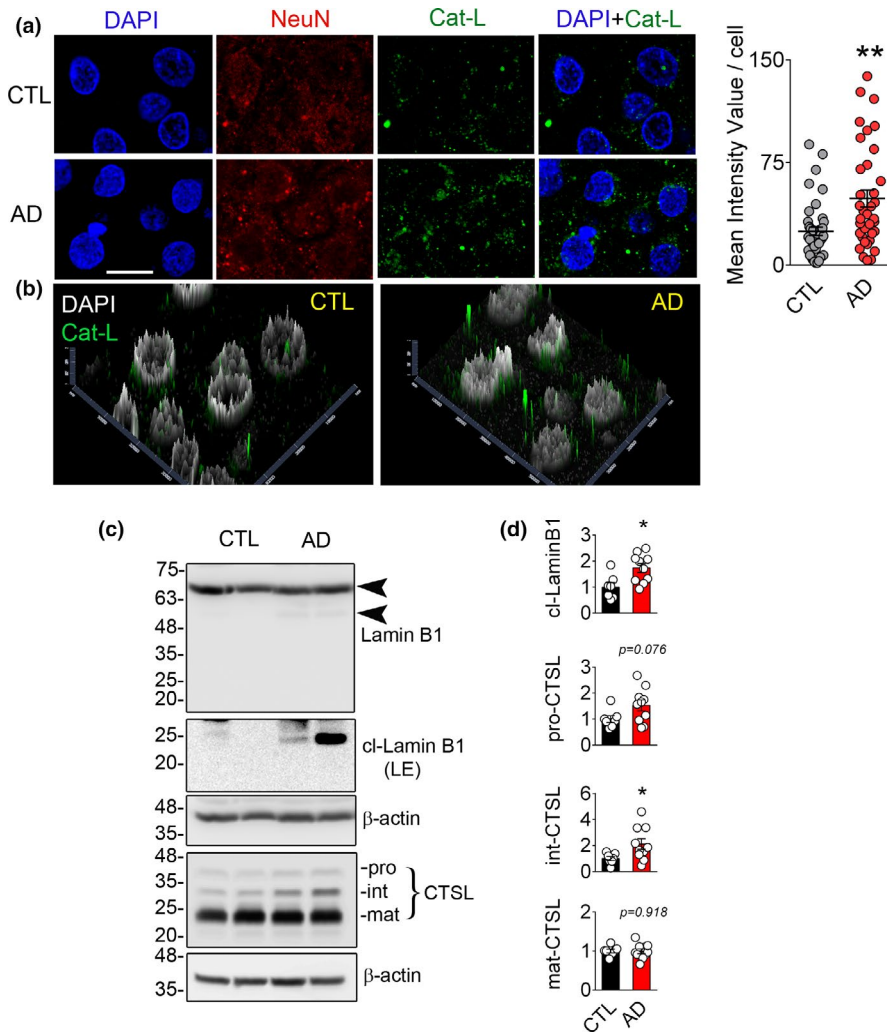 (a)
DAPI NeuN Cat-L DAPI+Cat-L
CTL
AD
Mean Intensity Value / cell
150
75
0
**
CTL AD
(b)
DAPI
Cat-L
CTL
AD
(c)
CTL AD
75-
63-
48-
35-
25-
20-
Lamin B1
25-
20-
cl-Lamin B1
(LE)
48-
35-
β-actin
48-
35-
25-
20-
-pro
-int
-mat
CTSL
48-
35-
β-actin
(d)
cl-LaminB1
3
2
1
0
*
pro-CTSL
3
2
1
0
p=0.076
int-CTSL
6
4
2
0
*
mat-CTSL
2
1
0
p=0.918
CTL AD